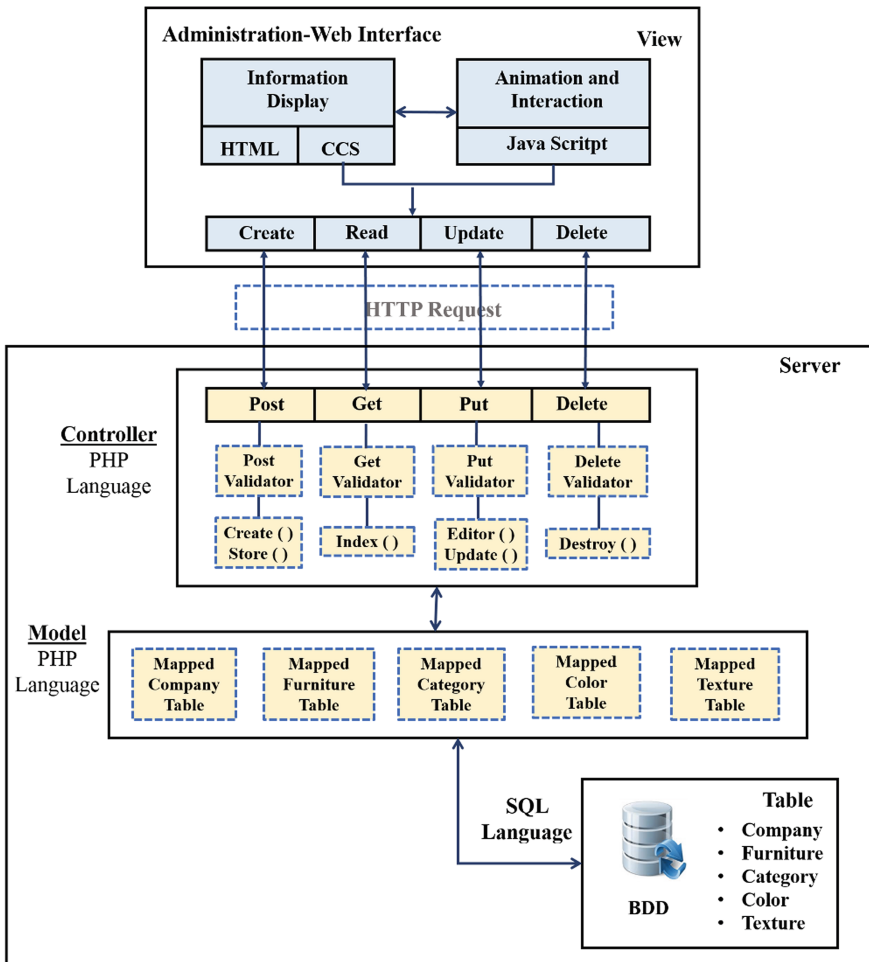 Administration-Web Interface
View
Information
Display
HTML
CCS
Animation and
Interaction
Java Scritpt
Create
Read
Update
Delete
HTTP Request
Server
Controller
PHP
Language
Post
Get
Put
Delete
Post
Validator
Get
Validator
Put
Validator
Delete
Validator
Create ( )
Store ( )
Index ( )
Editor ( )
Update ( )
Destroy ( )
Model
PHP
Language
Mapped
Company
Table
Mapped
Furniture
Table
Mapped
Category
Table
Mapped
Color
Table
Mapped
Texture
Table
SQL
Language
BDD
Table
• Company
• Furniture
• Category
• Color
• Texture